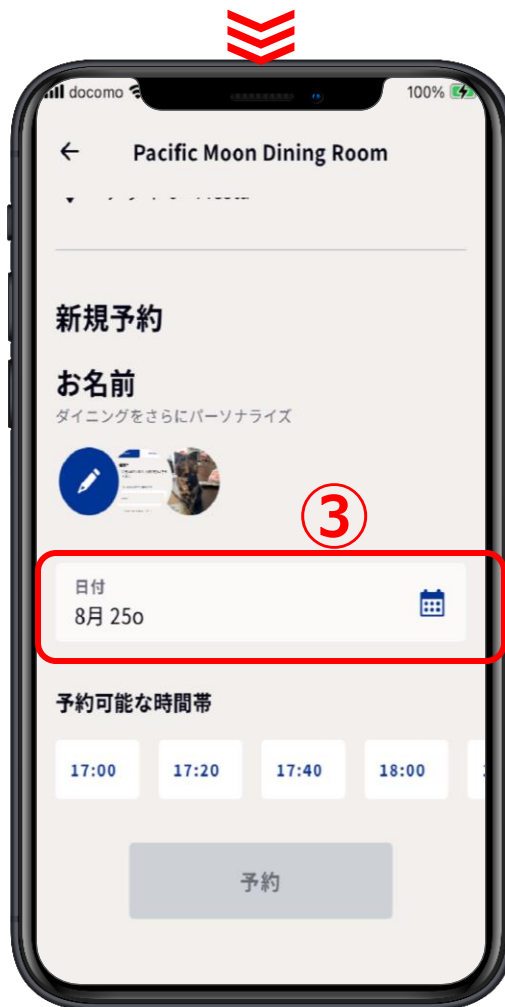 docomo 100%
Pacific Moon Dining Room
新規予約
お名前
ダイニングをさらにパーソナライズ
③
日付
8月 25o
予約可能な時間帯
17:00 17:20 17:40 18:00
予約